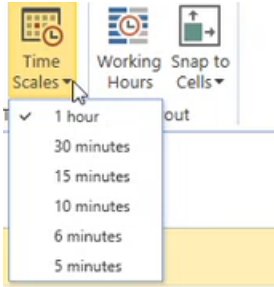 Time
Scales
Working
Hours
Snap to
Cells
out
1 hour
30 minutes
15 minutes
10 minutes
6 minutes
5 minutes